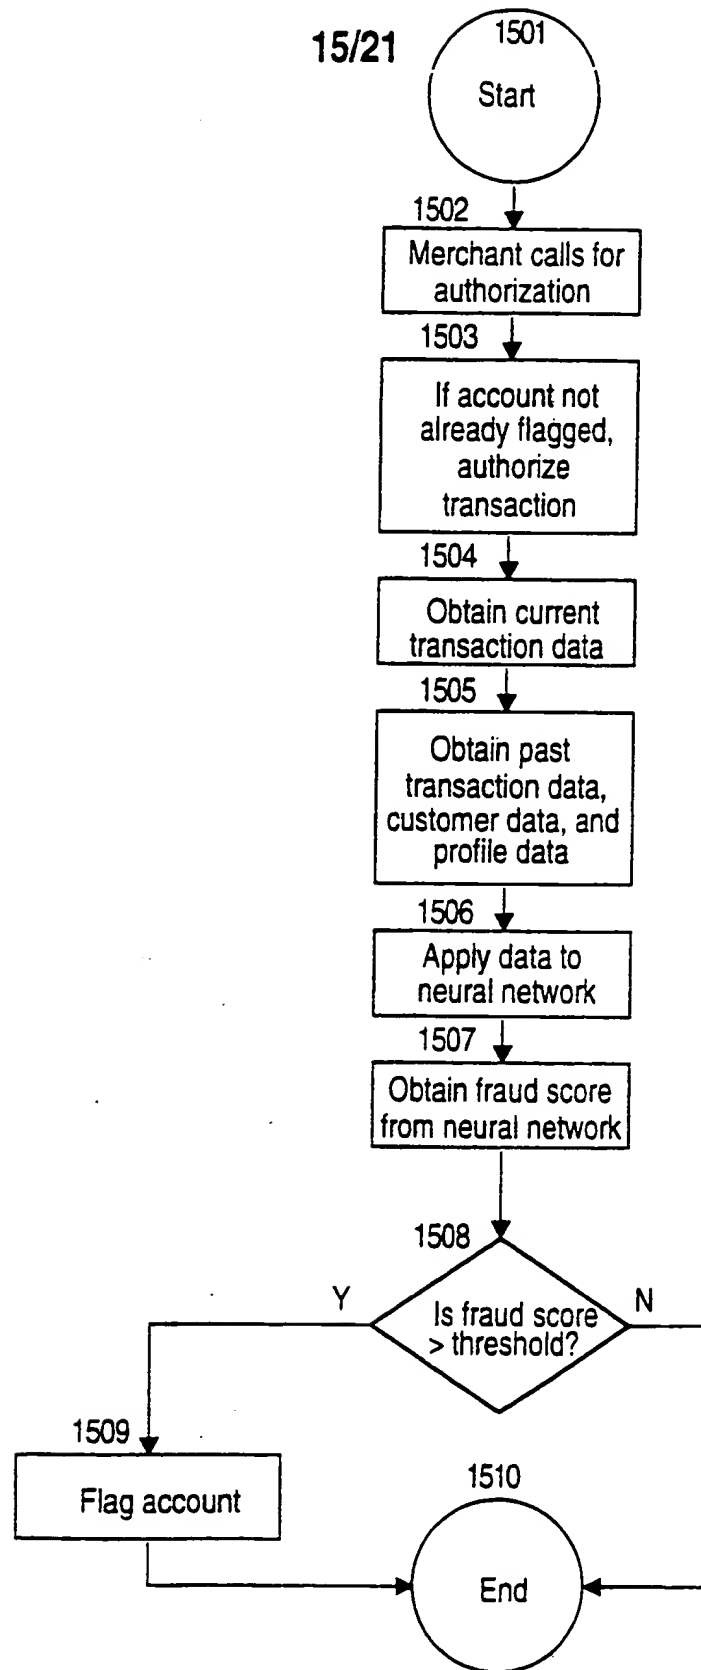 15/21
1501
Start
1502
Merchant calls for
authorization
1503
If account not
already flagged,
authorize
transaction
1504
Obtain current
transaction data
1505
Obtain past
transaction data,
customer data, and
profile data
1506
Apply data to
neural network
1507
Obtain fraud score
from neural network
1508
Y
N
Is fraud score
> threshold?
1509
Flag account
1510
End